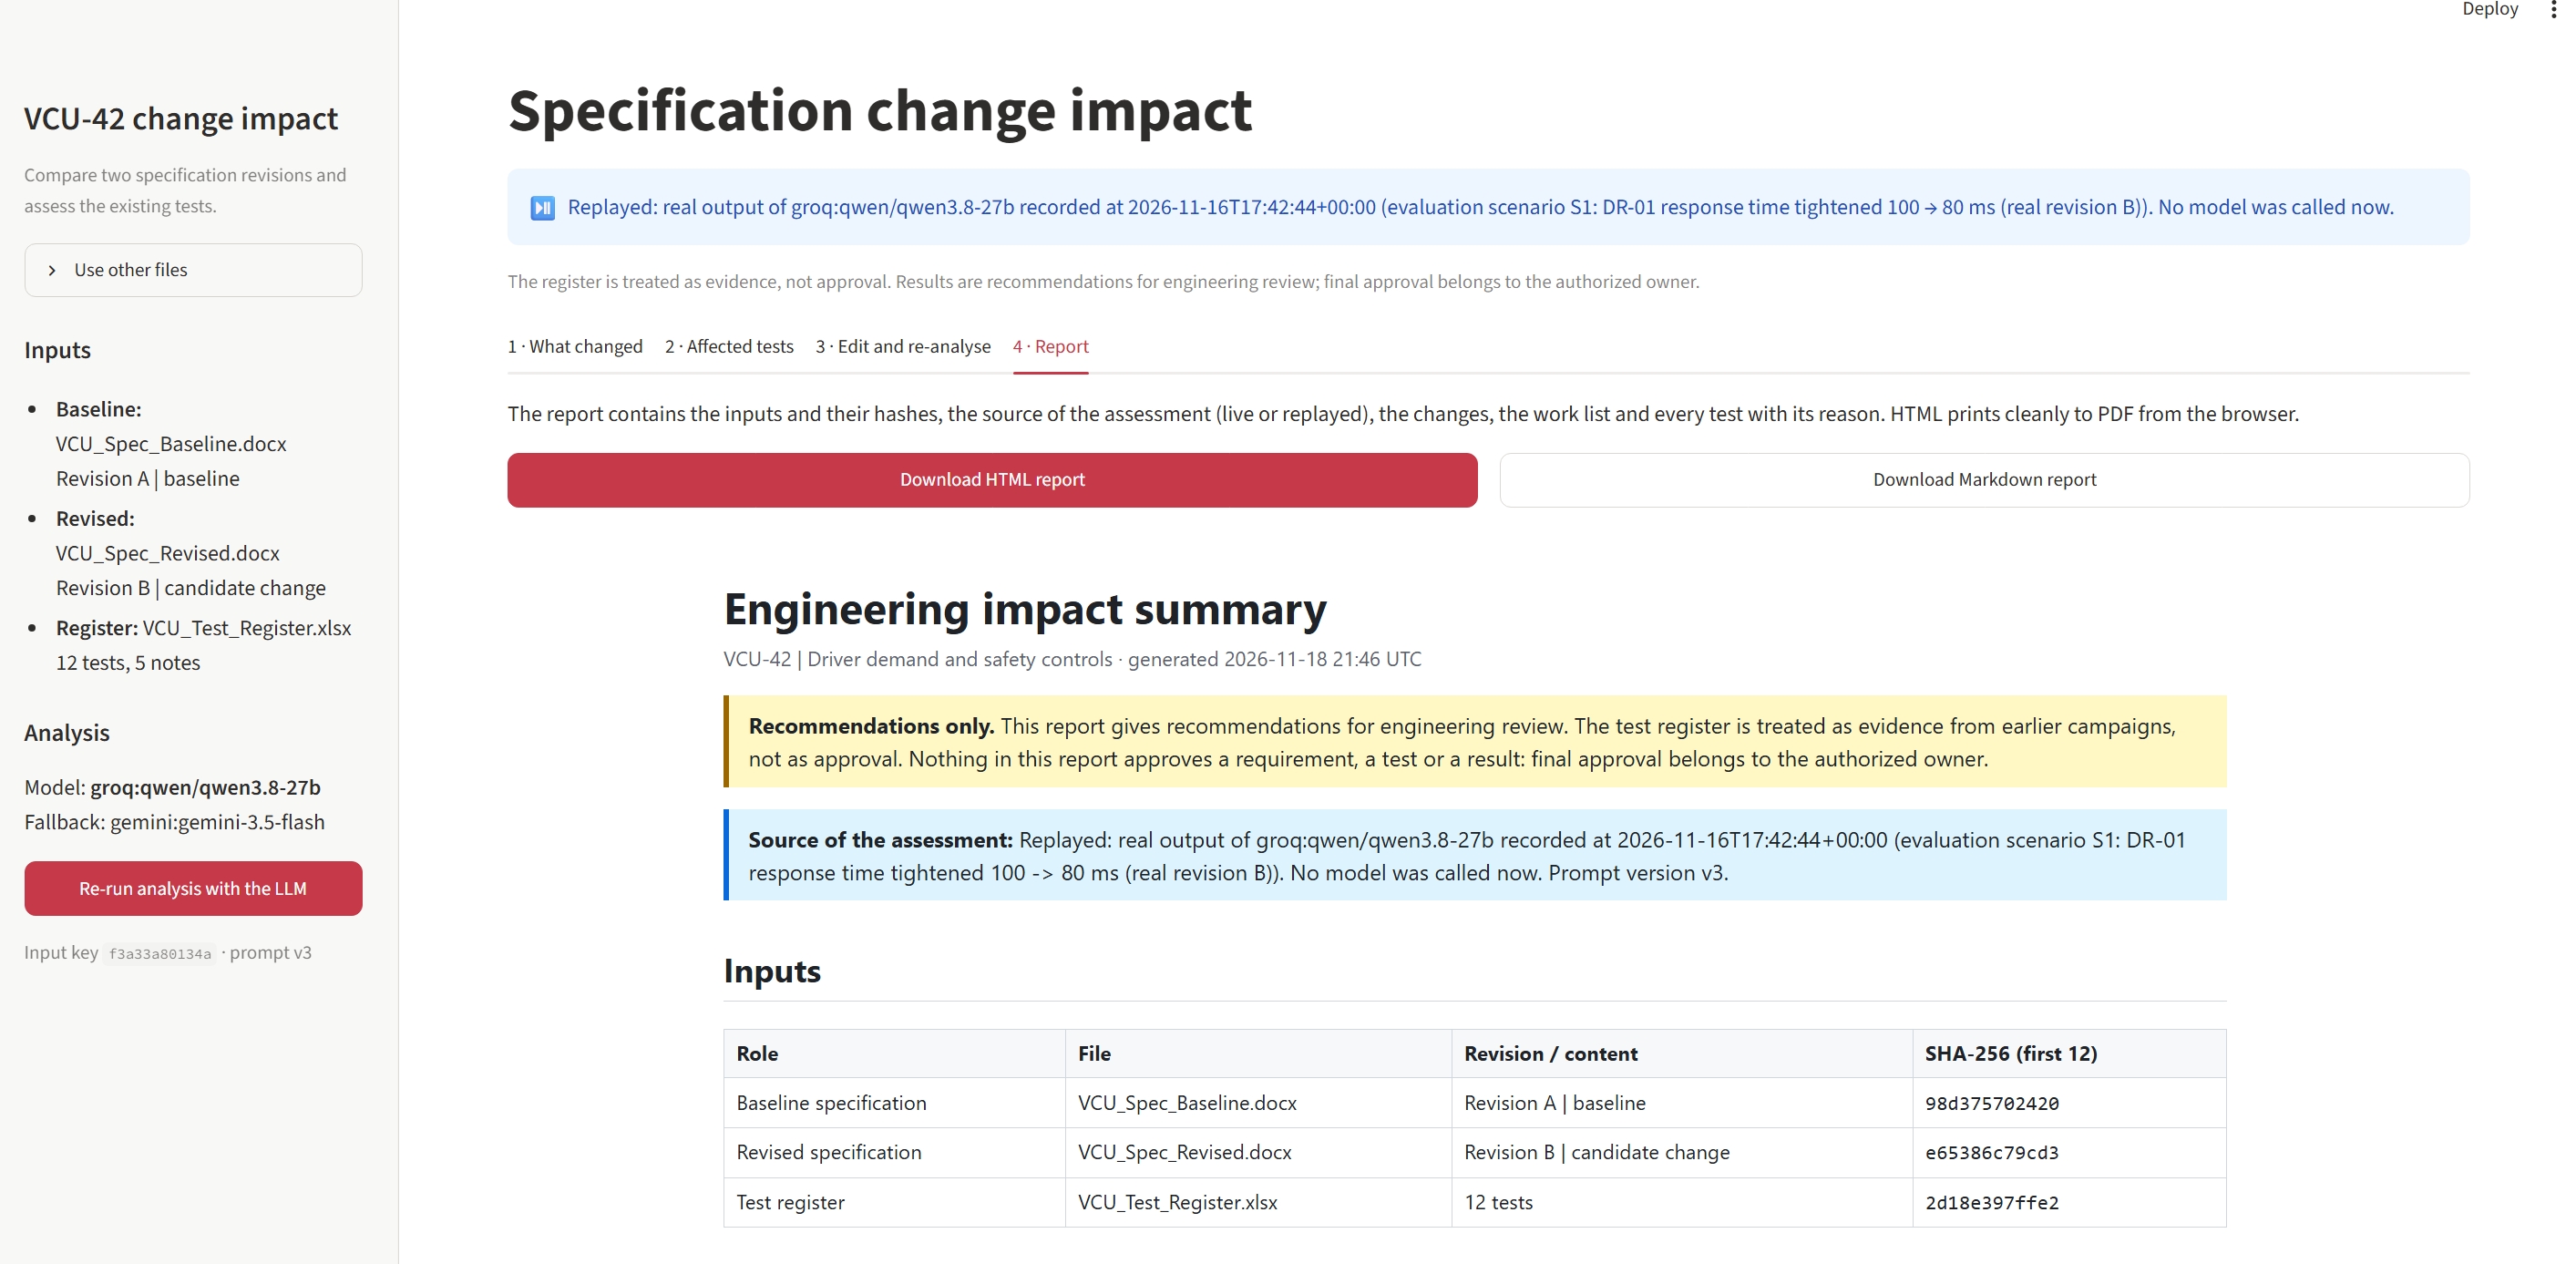 Deploy
VCU-42 change impact
Compare two specification revisions and
assess the existing tests.
Use other files
Inputs
Baseline:
VCU_Spec_Baseline.docx
Revision A | baseline
Revised:
VCU_Spec_Revised.docx
Revision B | candidate change
Register: VCU_Test_Register.xlsx
12 tests, 5 notes
Analysis
Model: groq:qwen/qwen3.8-27b
Fallback: gemini:gemini-3.5-flash
Re-run analysis with the LLM
Input key f3a33a80134a · prompt v3
Specification change impact
Replayed: real output of groq:qwen/qwen3.8-27b recorded at 2026-11-16T17:42:44+00:00 (evaluation scenario S1: DR-01 response time tightened 100 → 80 ms (real revision B)). No model was called now.
The register is treated as evidence, not approval. Results are recommendations for engineering review; final approval belongs to the authorized owner.
1 · What changed 2 · Affected tests 3 · Edit and re-analyse 4 · Report
The report contains the inputs and their hashes, the source of the assessment (live or replayed), the changes, the work list and every test with its reason. HTML prints cleanly to PDF from the browser.
Download HTML report Download Markdown report
Engineering impact summary
VCU-42 | Driver demand and safety controls · generated 2026-11-18 21:46 UTC
Recommendations only. This report gives recommendations for engineering review. The test register is treated as evidence from earlier campaigns,
not as approval. Nothing in this report approves a requirement, a test or a result: final approval belongs to the authorized owner.
Source of the assessment: Replayed: real output of groq:qwen/qwen3.8-27b recorded at 2026-11-16T17:42:44+00:00 (evaluation scenario S1: DR-01
response time tightened 100 -> 80 ms (real revision B)). No model was called now. Prompt version v3.
Inputs
Role File Revision / content SHA-256 (first 12)
Baseline specification VCU_Spec_Baseline.docx Revision A | baseline 98d375702420
Revised specification VCU_Spec_Revised.docx Revision B | candidate change e65386c79cd3
Test register VCU_Test_Register.xlsx 12 tests 2d18e397ffe2